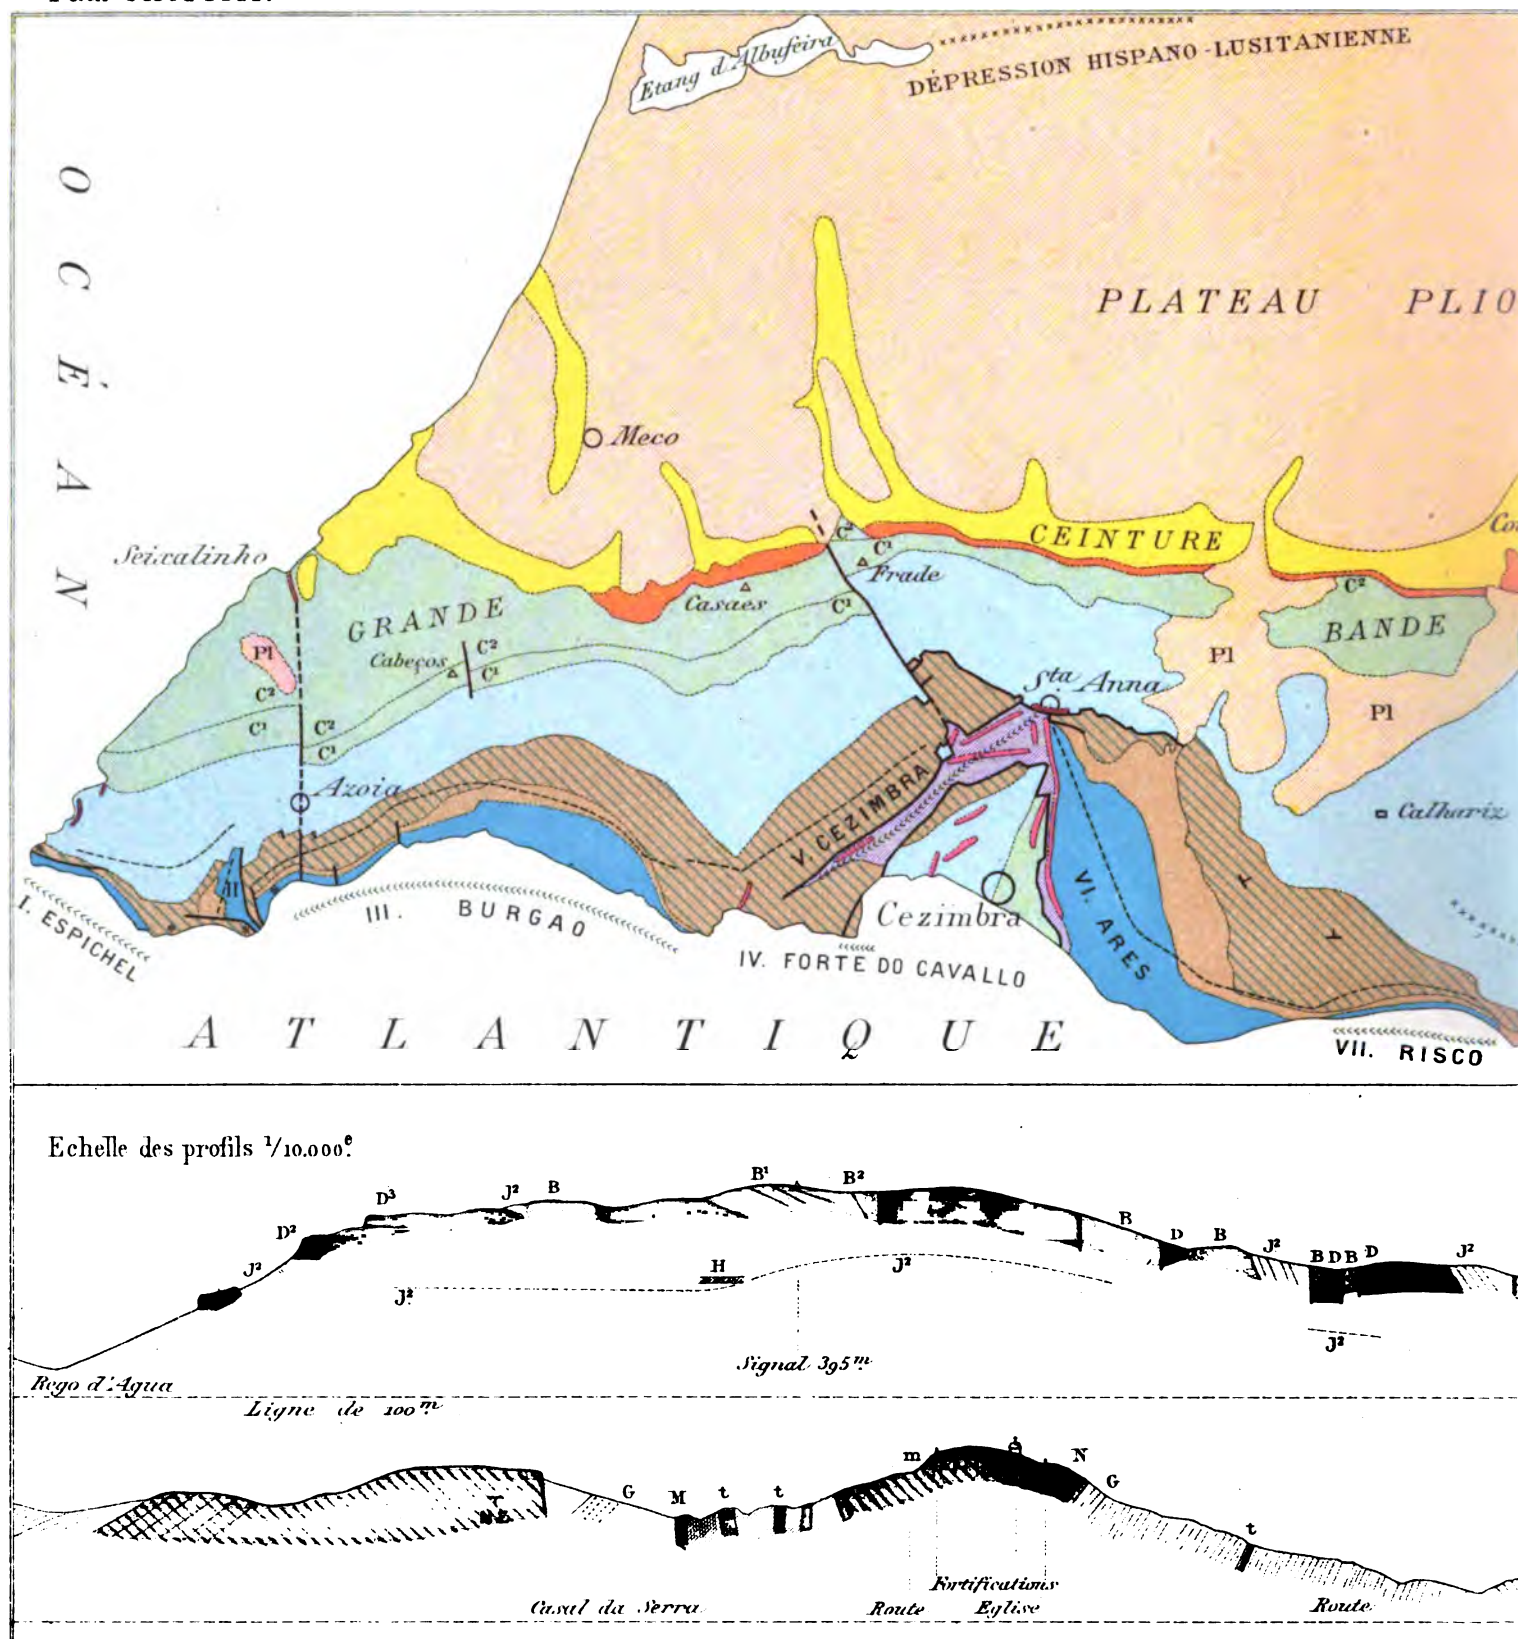 Etang d'Albufeira
DÉPRESSION HISPANO-LUSITANIENNE
OCÉAN
PLATEAU PLIO
Meco
Seixalinho
CEINTURE
C²
C¹
Frade
Casaes
C¹
C²
GRANDE
BANDE
Pl
Cabeços
C²
C¹
Sta Anna
Pl
Pl
C²
C¹
C²
C¹
Azoia
Calhariz
V. CEZIMBRA
II
I. ESPICHEL
III. BURGAO
Cezimbra
VI. ARES
IV. FORTE DO CAVALLO
ATLANTIQUE
VII. RISCO
Echelle des profils 1/10.000e.
D³ J² B B¹ B²
D² B D B J² B D B D J²
J² H J²
J² J²
Signal 395m
Rego d'Agua
Ligne de 100m
m é N
G M t t G
t
Fortifications
Casal da Serra Route Eglise Route